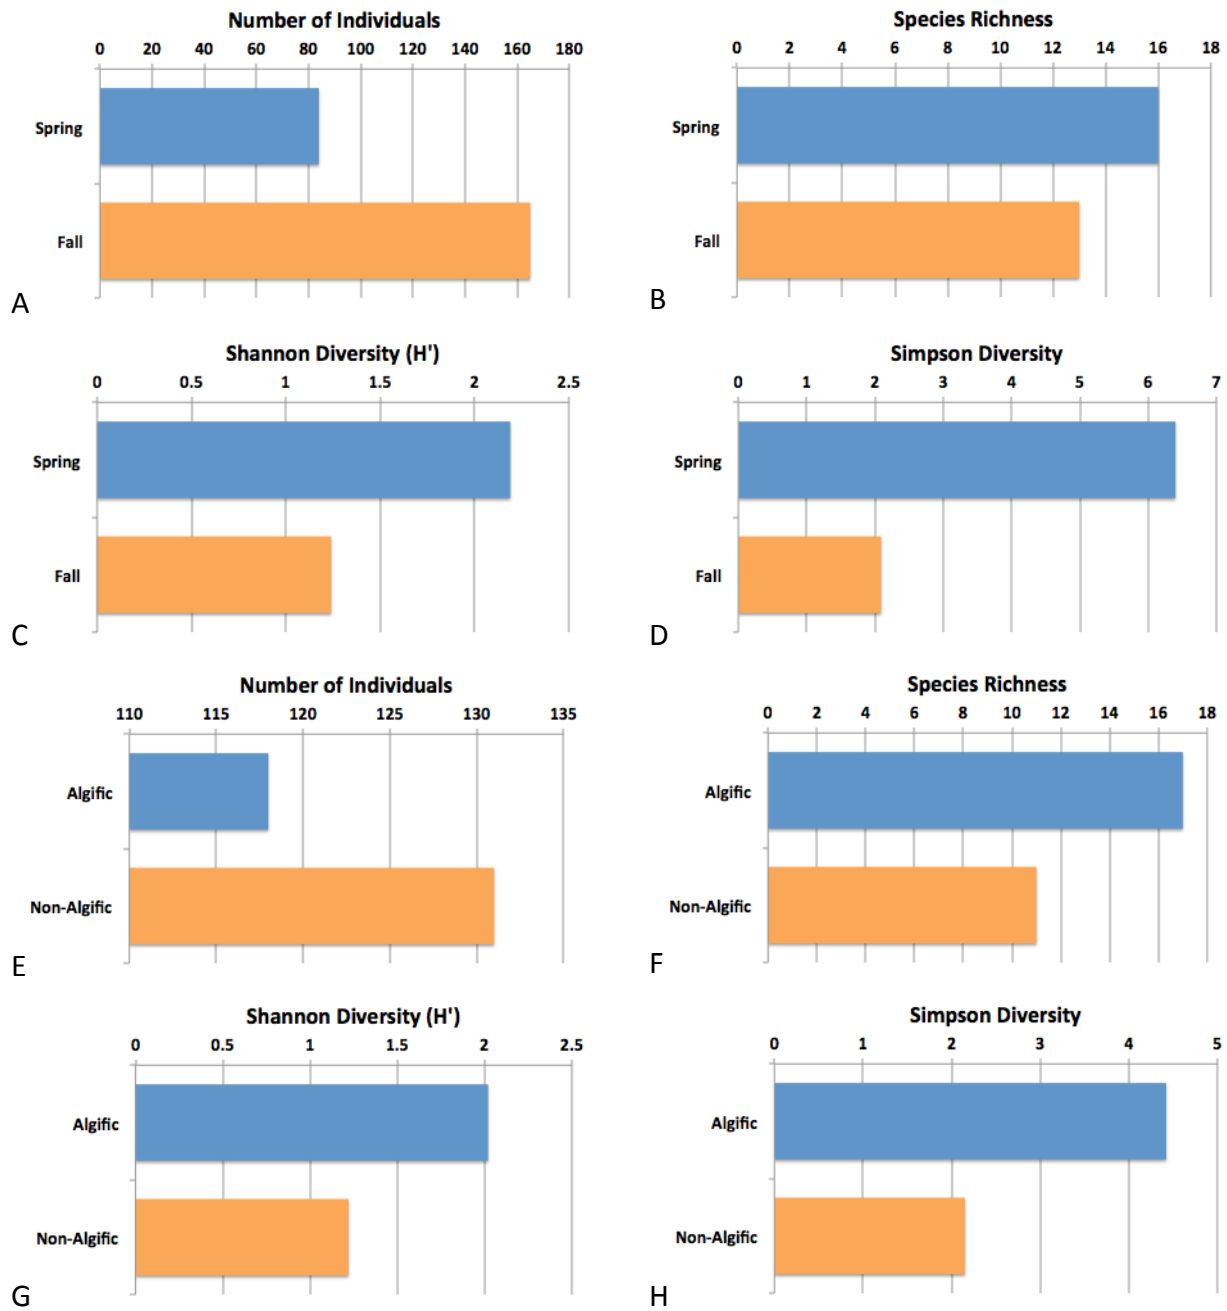 Number of Individuals
0 20 40 60 80 100 120 140 160 180
Spring
Fall
A
Species Richness
0 2 4 6 8 10 12 14 16 18
Spring
Fall
B
Shannon Diversity (H')
0 0.5 1 1.5 2 2.5
Spring
Fall
C
Simpson Diversity
0 1 2 3 4 5 6 7
Spring
Fall
D
Number of Individuals
110 115 120 125 130 135
Algific
Non-Algific
E
Species Richness
0 2 4 6 8 10 12 14 16 18
Algific
Non-Algific
F
Shannon Diversity (H')
0 0.5 1 1.5 2 2.5
Algific
Non-Algific
G
Simpson Diversity
0 1 2 3 4 5
Algific
Non-Algific
H